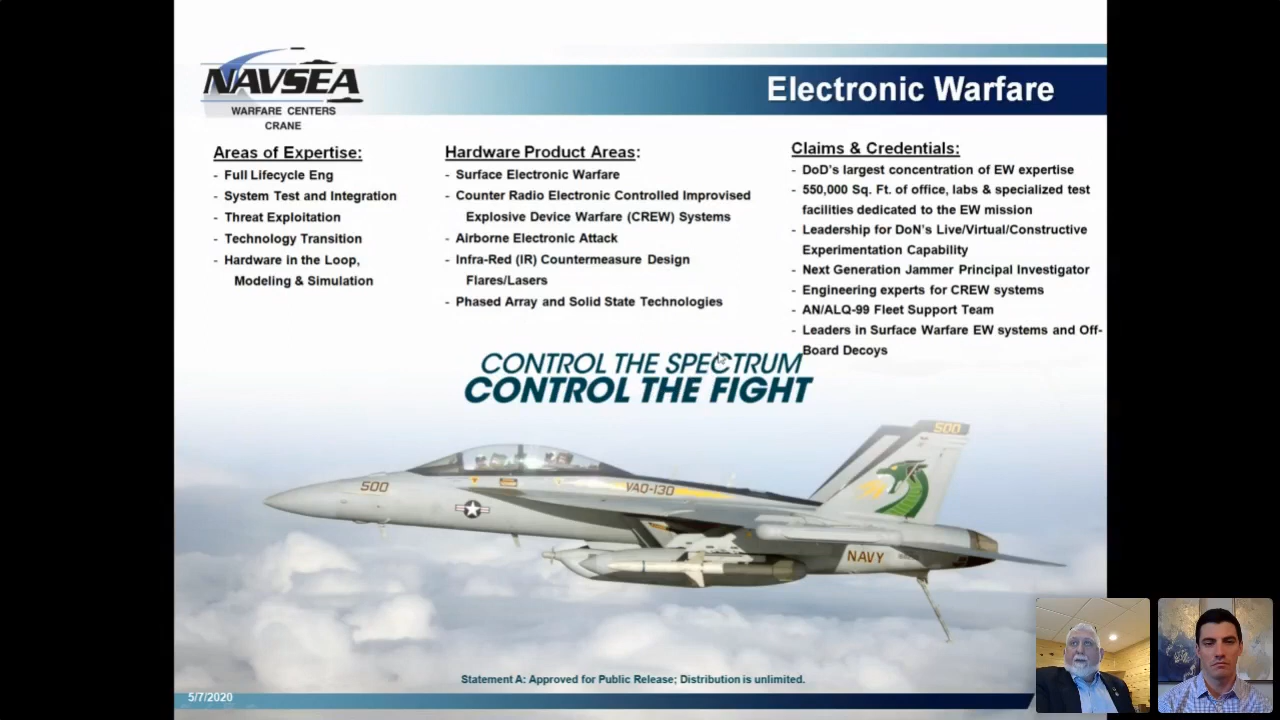 NAVSEA
WARFARE CENTERS
CRANE
Electronic Warfare
Areas of Expertise:
- Full Lifecycle Eng
- System Test and Integration
- Threat Exploitation
- Technology Transition
- Hardware in the Loop,
Modeling & Simulation
Hardware Product Areas:
- Surface Electronic Warfare
- Counter Radio Electronic Controlled Improvised
Explosive Device Warfare (CREW) Systems
- Airborne Electronic Attack
- Infra-Red (IR) Countermeasure Design
Flares/Lasers
- Phased Array and Solid State Technologies
Claims & Credentials:
- DoD's largest concentration of EW expertise
- 550,000 Sq. Ft. of office, labs & specialized test
facilities dedicated to the EW mission
- Leadership for DoN's Live/Virtual/Constructive
Experimentation Capability
- Next Generation Jammer Principal Investigator
- Engineering experts for CREW systems
- AN/ALQ-99 Fleet Support Team
- Leaders in Surface Warfare EW systems and Off-
Board Decoys
CONTROL THE SPECTRUM
CONTROL THE FIGHT
500
500
VAQ-130
NAVY
Statement A: Approved for Public Release; Distribution is unlimited.
5/7/2020